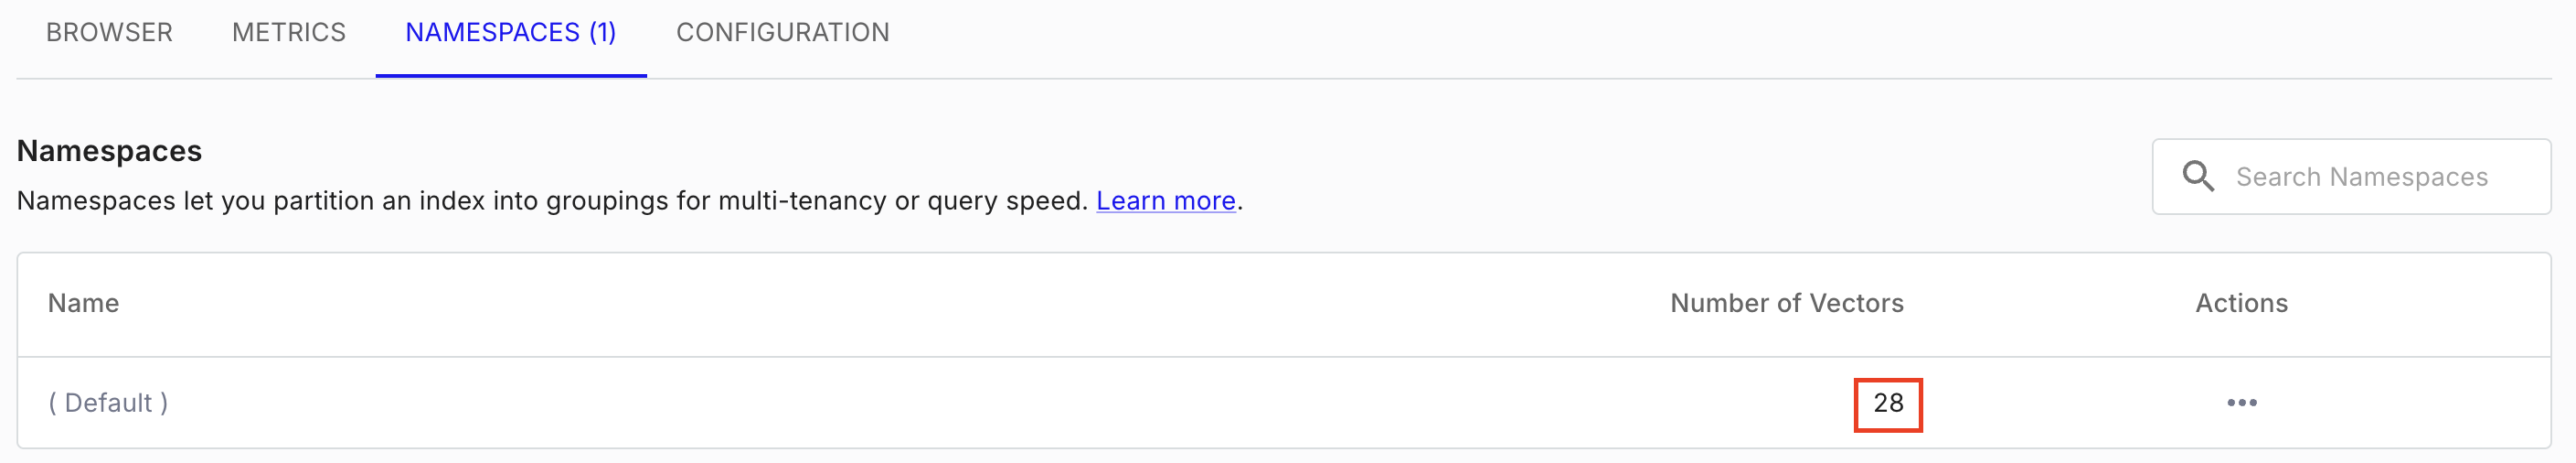 BROWSER METRICS NAMESPACES (1) CONFIGURATION
Namespaces
Namespaces let you partition an index into groupings for multi-tenancy or query speed. Learn more.
Search Namespaces
Name Number of Vectors Actions
( Default ) 28